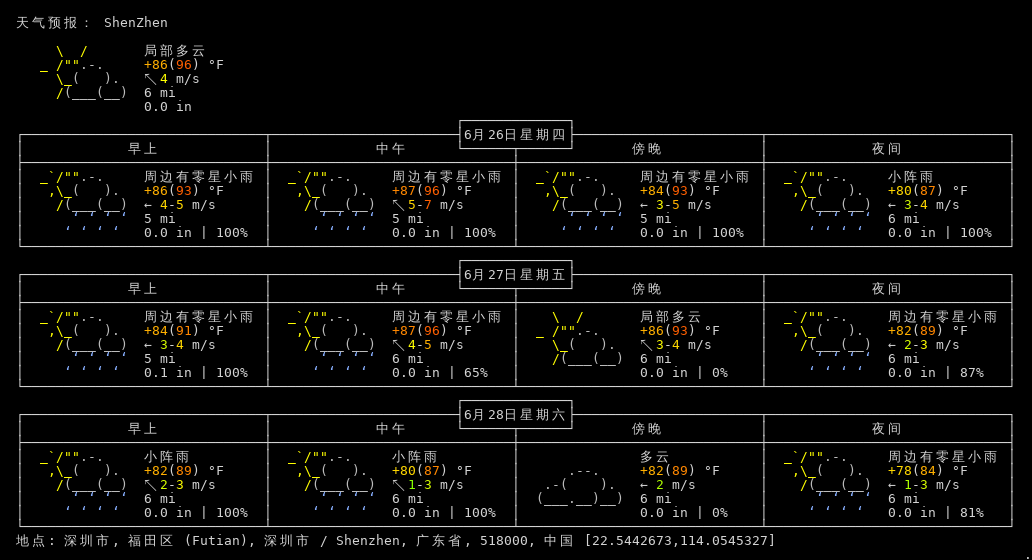 天气预报： ShenZhen
局部多云
+86(96) °F
↖ 4 m/s
6 mi
0.0 in
6月26日星期四
早上 中午 傍晚 夜间
周边有零星小雨 周边有零星小雨 周边有零星小雨 小阵雨
+86(93) °F +87(96) °F +84(93) °F +80(87) °F
← 4-5 m/s ↖ 5-7 m/s ← 3-5 m/s ← 3-4 m/s
5 mi 5 mi 5 mi 6 mi
0.0 in | 100% 0.0 in | 100% 0.0 in | 100% 0.0 in | 100%
6月27日星期五
早上 中午 傍晚 夜间
周边有零星小雨 周边有零星小雨 局部多云 周边有零星小雨
+84(91) °F +87(96) °F +86(93) °F +82(89) °F
← 3-4 m/s ↖ 4-5 m/s ↖ 3-4 m/s ← 2-3 m/s
5 mi 6 mi 6 mi 6 mi
0.1 in | 100% 0.0 in | 65% 0.0 in | 0% 0.0 in | 87%
6月28日星期六
早上 中午 傍晚 夜间
小阵雨 小阵雨 多云 周边有零星小雨
+82(89) °F +80(87) °F +82(89) °F +78(84) °F
↖ 2-3 m/s ↖ 1-3 m/s ← 2 m/s ← 1-3 m/s
6 mi 6 mi 6 mi 6 mi
0.0 in | 100% 0.0 in | 100% 0.0 in | 0% 0.0 in | 81%
地点: 深圳市, 福田区 (Futian), 深圳市 / Shenzhen, 广东省, 518000, 中国 [22.5442673,114.0545327]